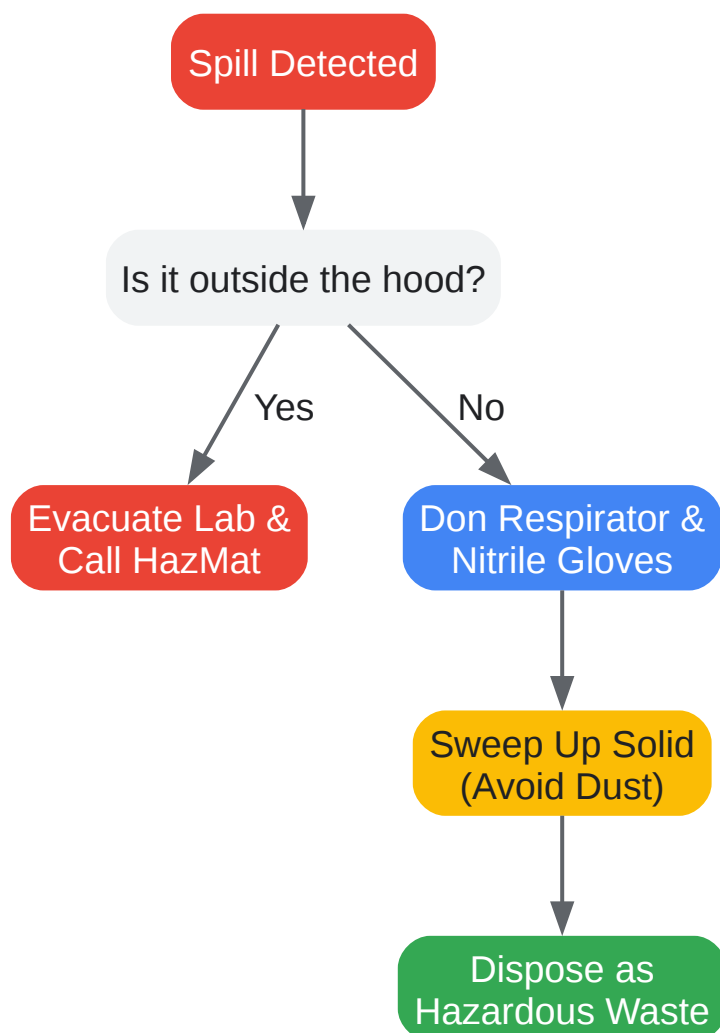 Spill Detected
Is it outside the hood?
Yes
No
Evacuate Lab &
Call HazMat
Don Respirator &
Nitrile Gloves
Sweep Up Solid
(Avoid Dust)
Dispose as
Hazardous Waste